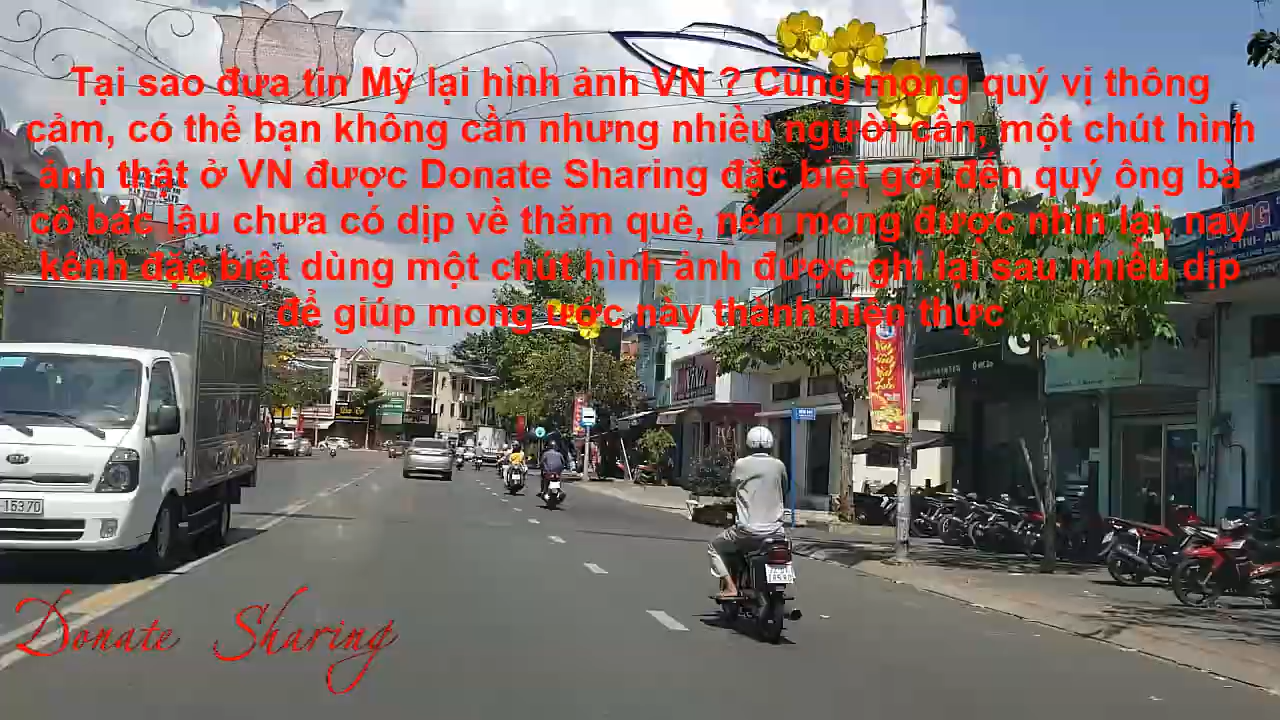 Tại sao đưa tin Mỹ lại hình ảnh VN ? Cũng mong quý vị thông
cảm, có thể bạn không cần nhưng nhiều người cần, một chút hình
ảnh thật ở VN được Donate Sharing đặc biệt gởi đến quý ông bà
cô bác lâu chưa có dịp về thăm quê, nên mong được nhìn lại, nay
kênh đặc biệt dùng một chút hình ảnh được ghi lại sau nhiều dịp
để giúp mong ước này thành hiện thực
KIA
15370
Donate Sharing